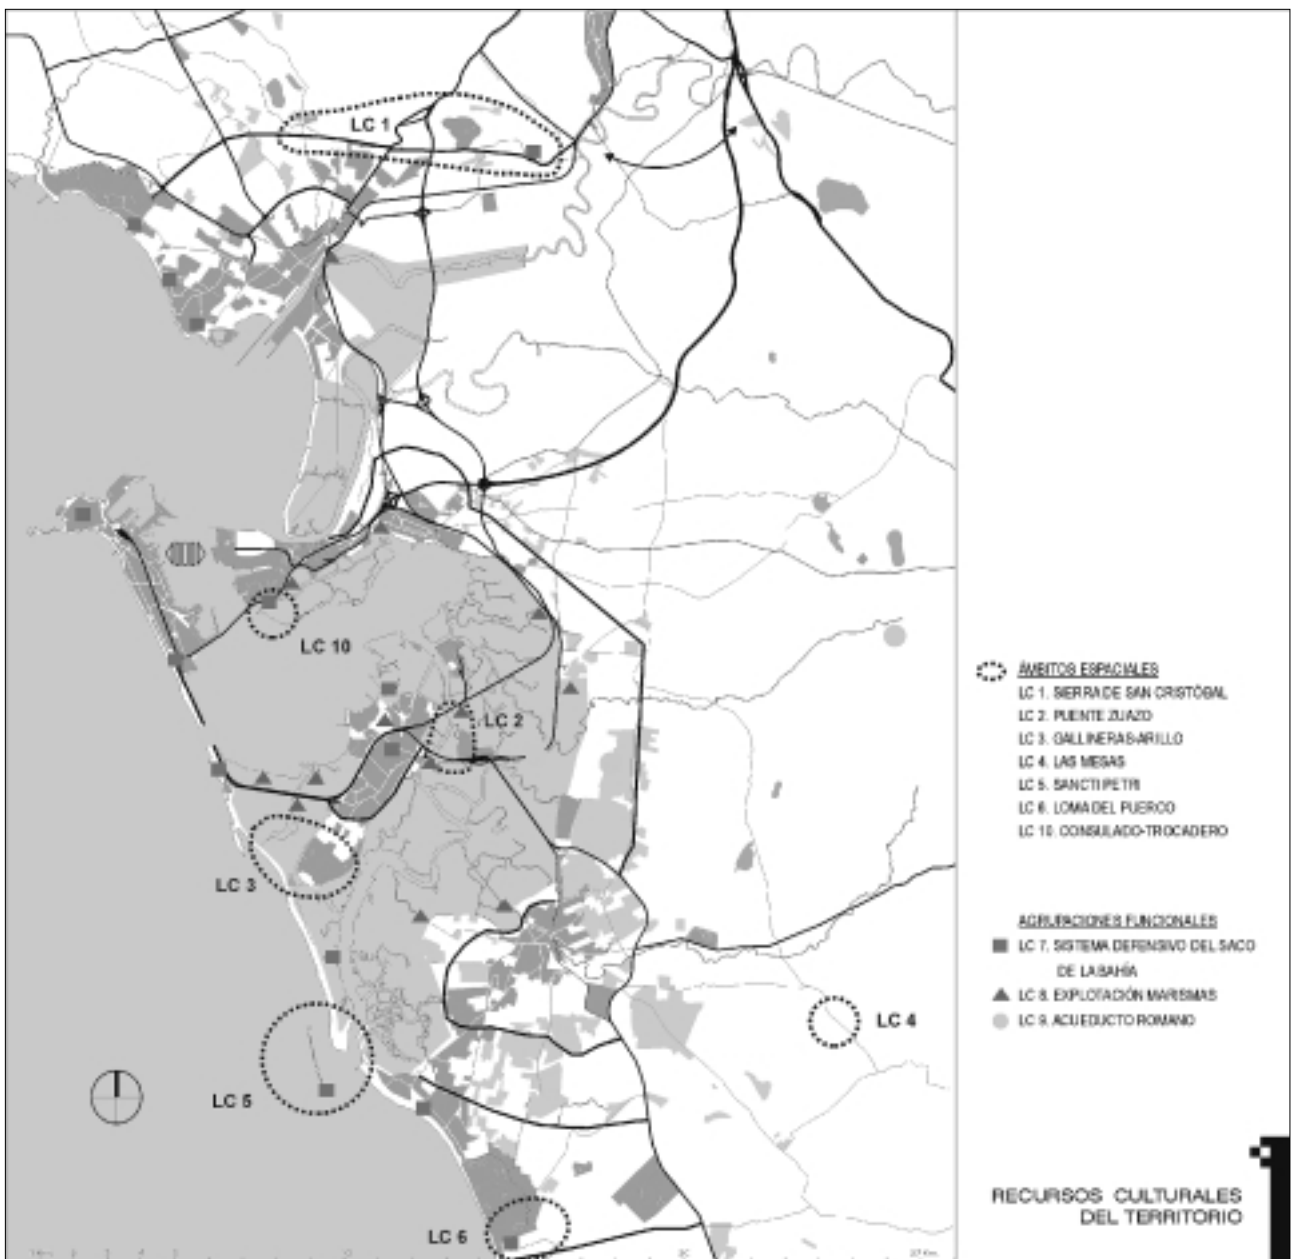 LC 1
LC 10
LC 2
LC 3
LC 4
LC 5
LC 6
ÁMBITOS ESPACIALES
LC 1. SIERRA DE SAN CRISTÓBAL
LC 2. PUENTE ZUAZO
LC 3. GALLINERAS-ARILLO
LC 4. LAS MESAS
LC 5. SANCTI PETRI
LC 6. LOMA DEL PUERCO
LC 10. CONSULADO-TROCADERO
AGRUPACIONES FUNCIONALES
LC 7. SISTEMA DEFENSIVO DEL SACO
DE LA BAHÍA
LC 8. EXPLOTACIÓN MARISMAS
LC 9. ACUEDUCTO ROMANO
RECURSOS CULTURALES
DEL TERRITORIO